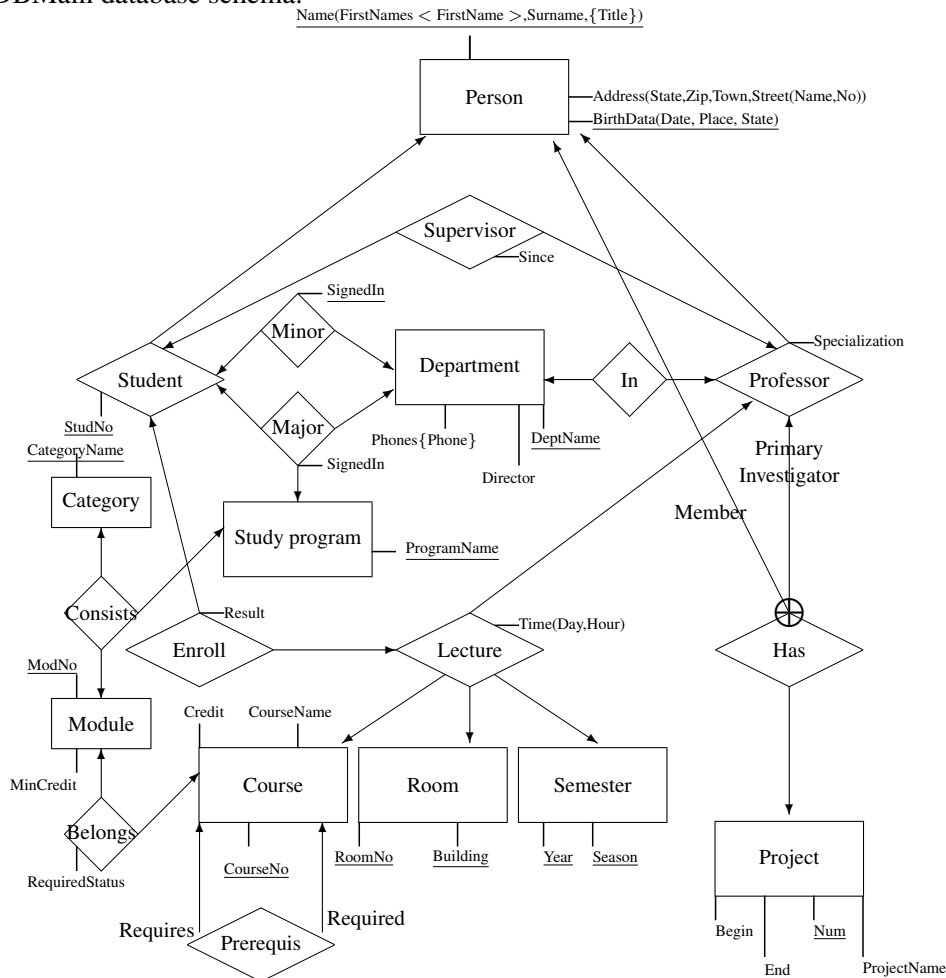 DBMain database schema.
Name(FirstNames < FirstName >,Surname,{Title})
Person
Address(State,Zip,Town,Street(Name,No))
BirthData(Date, Place, State)
Supervisor
Since
SignedIn
Minor
Specialization
Department
Student
In
Professor
StudNo
Major
Phones{Phone}
DeptName
CategoryName
Primary
SignedIn
Director
Investigator
Category
Member
Study program
ProgramName
Consists
Result
Time(Day,Hour)
Enroll
Lecture
Has
ModNo
Credit
CourseName
Module
MinCredit
Course
Room
Semester
Belongs
RoomNo
Building
Year
Season
Project
CourseNo
RequiredStatus
Required
Requires
Prerequis
Begin
Num
End
ProjectName